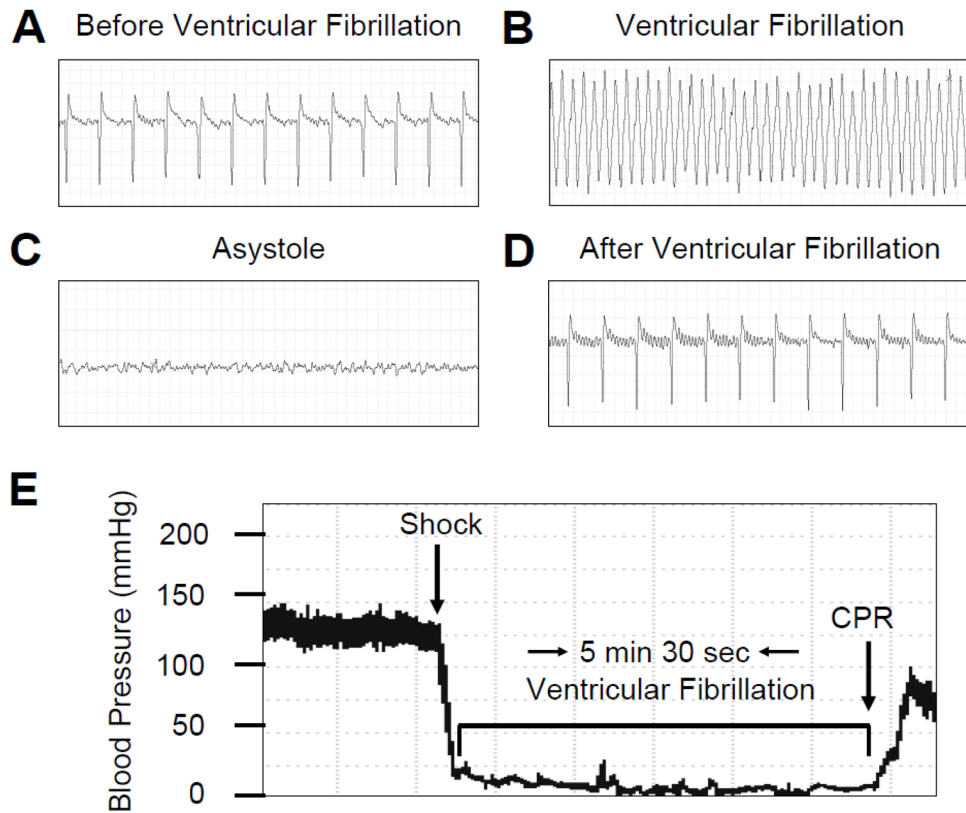 A Before Ventricular Fibrillation
B Ventricular Fibrillation
C Asystole
D After Ventricular Fibrillation
E
Blood Pressure (mmHg)
200
150
100
50
0
Shock
CPR
5 min 30 sec
Ventricular Fibrillation